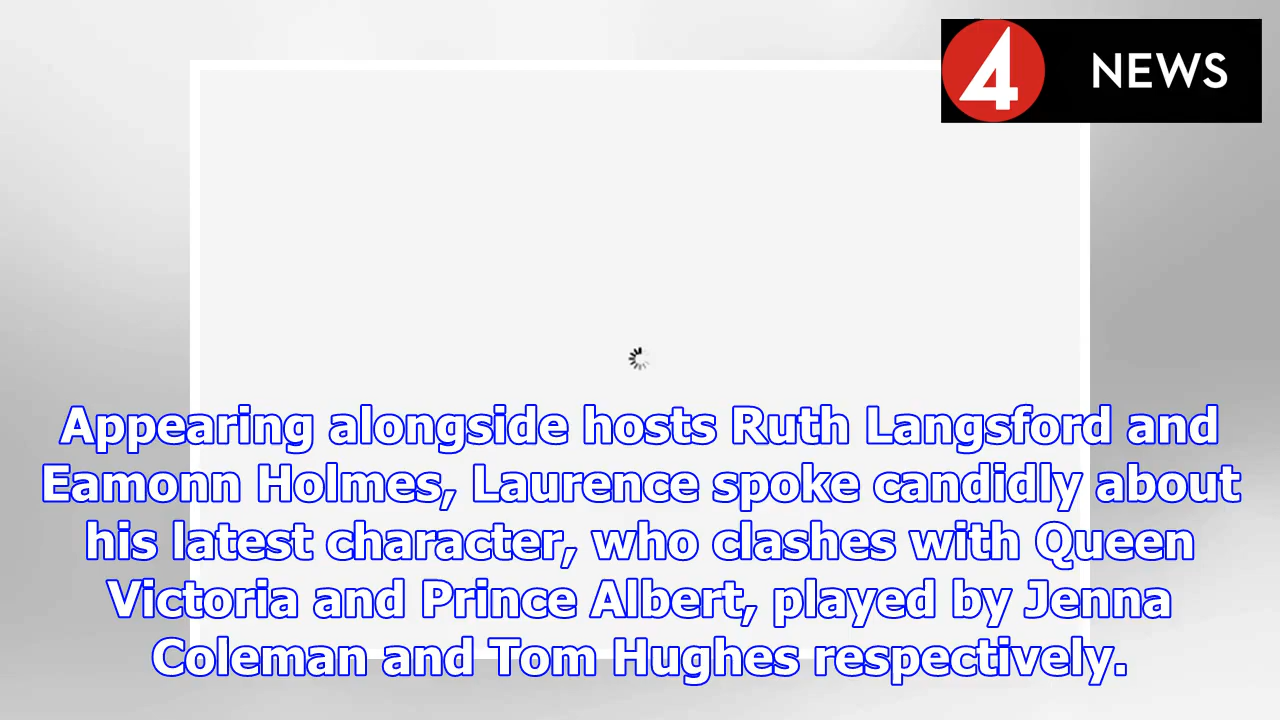 4 NEWS
Appearing alongside hosts Ruth Langsford and
Eamonn Holmes, Laurence spoke candidly about
his latest character, who clashes with Queen
Victoria and Prince Albert, played by Jenna
Coleman and Tom Hughes respectively.